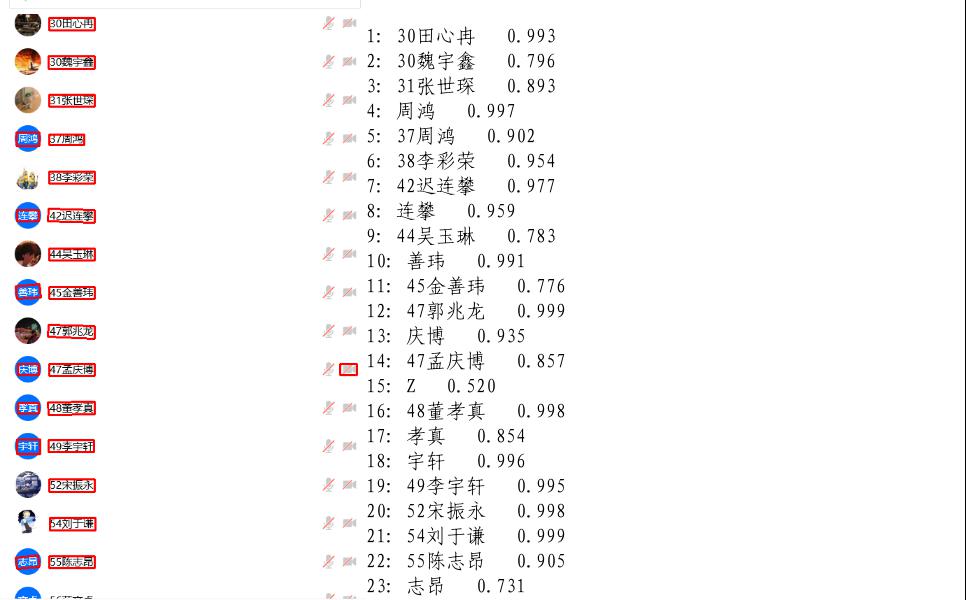 30田心冉
30魏宇鑫
31张世琛
周鸿 37周鸿
38李彩荣
连攀 42迟连攀
44吴玉琳
善玮 45金善玮
47郭兆龙
庆博 47孟庆博
孝真 48董孝真
宇轩 49李宇轩
52宋振永
54刘于谦
志昂 55陈志昂
1: 30田心冉 0.993
2: 30魏宇鑫 0.796
3: 31张世琛 0.893
4: 周鸿 0.997
5: 37周鸿 0.902
6: 38李彩荣 0.954
7: 42迟连攀 0.977
8: 连攀 0.959
9: 44吴玉琳 0.783
10: 善玮 0.991
11: 45金善玮 0.776
12: 47郭兆龙 0.999
13: 庆博 0.935
14: 47孟庆博 0.857
15: Z 0.520
16: 48董孝真 0.998
17: 孝真 0.854
18: 宇轩 0.996
19: 49李宇轩 0.995
20: 52宋振永 0.998
21: 54刘于谦 0.999
22: 55陈志昂 0.905
23: 志昂 0.731